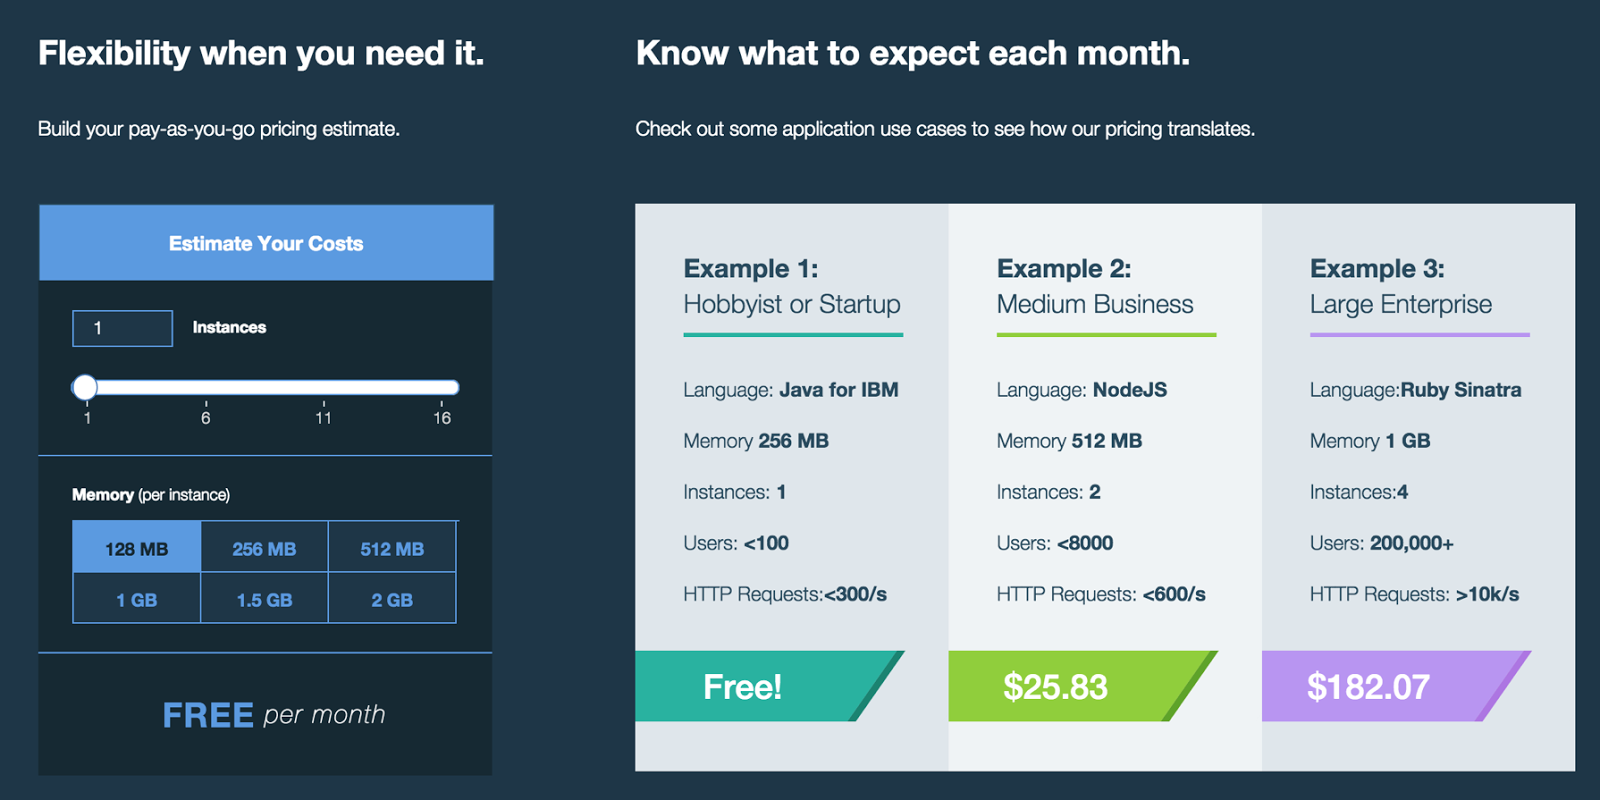 Flexibility when you need it.
Build your pay-as-you-go pricing estimate.
Estimate Your Costs
1 Instances
1 6 11 16
Memory (per instance)
128 MB 256 MB 512 MB
1 GB 1.5 GB 2 GB
FREE per month
Know what to expect each month.
Check out some application use cases to see how our pricing translates.
Example 1:
Hobbyist or Startup
Language: Java for IBM
Memory 256 MB
Instances: 1
Users: <100
HTTP Requests:<300/s
Free!
Example 2:
Medium Business
Language: NodeJS
Memory 512 MB
Instances: 2
Users: <8000
HTTP Requests: <600/s
$25.83
Example 3:
Large Enterprise
Language:Ruby Sinatra
Memory 1 GB
Instances:4
Users: 200,000+
HTTP Requests: >10k/s
$182.07